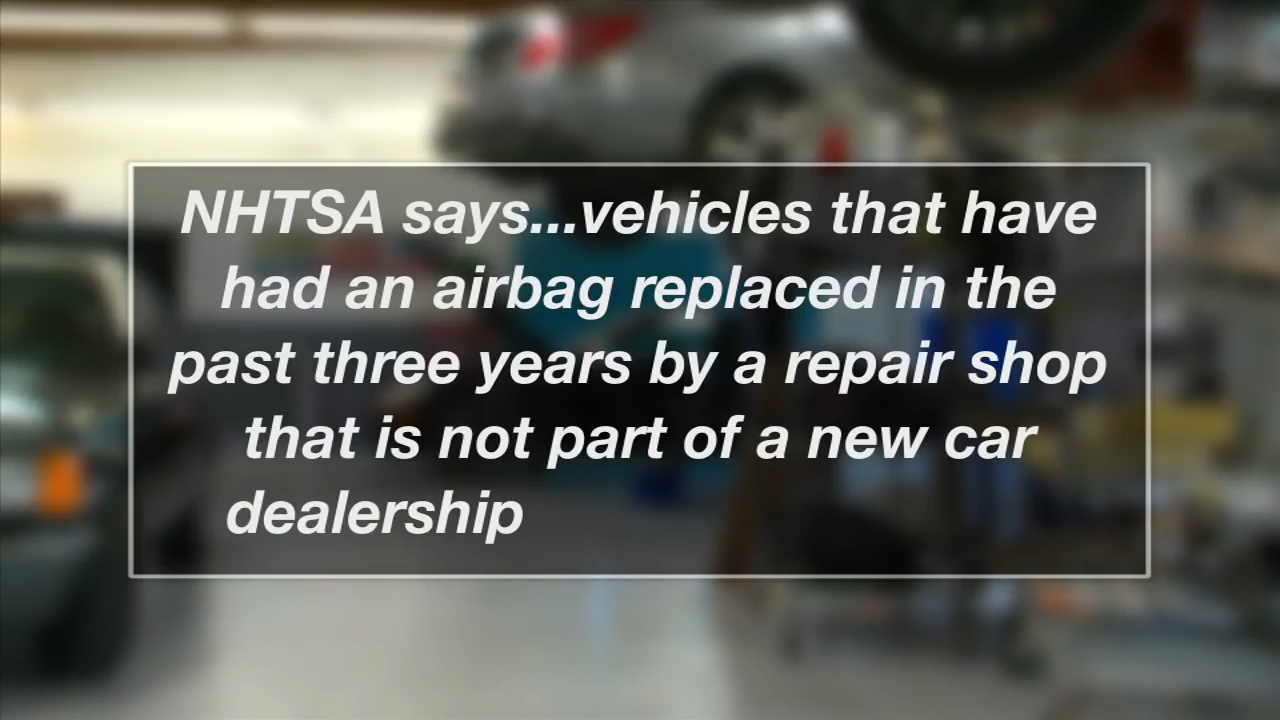 NHTSA says...vehicles that have
had an airbag replaced in the
past three years by a repair shop
that is not part of a new car
dealership